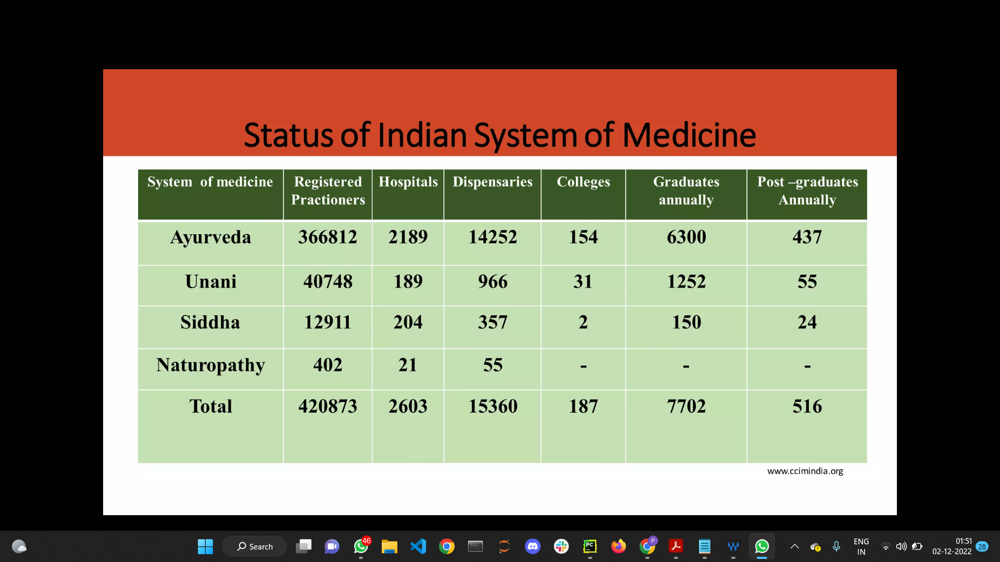 Status of Indian System of Medicine
System of medicine Registered Practioners Hospitals Dispensaries Colleges Graduates annually Post –graduates Annually
Ayurveda 366812 2189 14252 154 6300 437
Unani 40748 189 966 31 1252 55
Siddha 12911 204 357 2 150 24
Naturopathy 402 21 55 - - -
Total 420873 2603 15360 187 7702 516
www.ccimindia.org
Search
46
PC
P
ENG
IN
01:51
02-12-2022
28